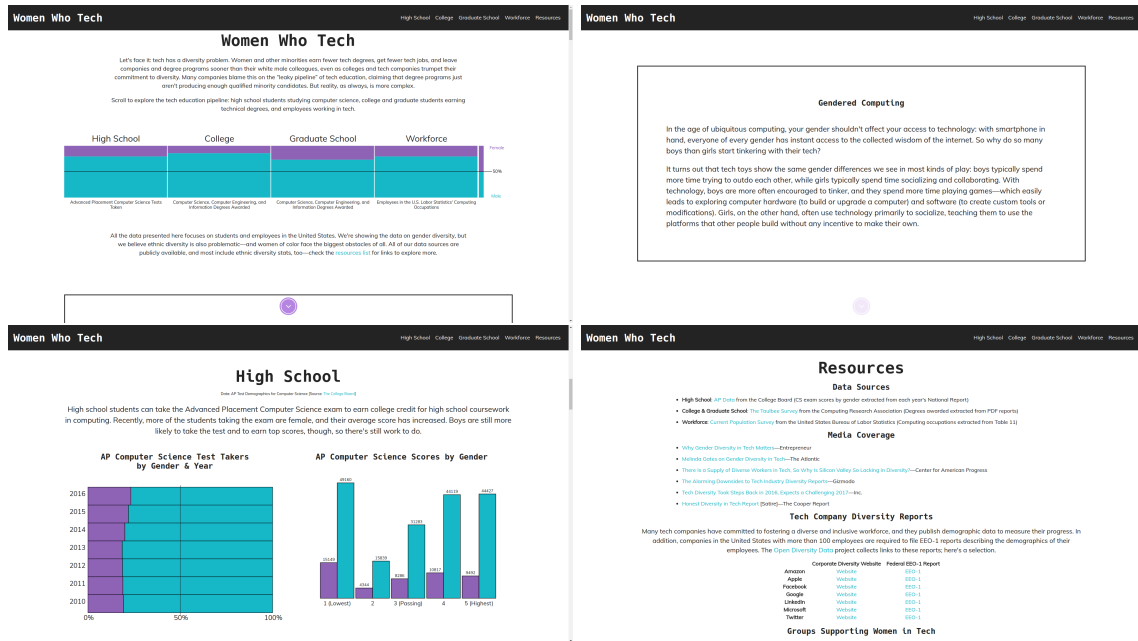 Women Who Tech
High School College Graduate School Workforce Resources
Women Who Tech
Let's face it: tech has a diversity problem. Women and other minorities earn fewer tech degrees, get fewer tech jobs, and leave
companies and degree programs sooner than their white male colleagues, even as colleges and tech companies trumpet their
commitment to diversity. Many companies blame this on the "leaky pipeline" of tech education, claiming that degree programs just
aren't producing enough qualified minority candidates. But reality, as always, is more complex.
Scroll to explore the tech education pipeline: high school students studying computer science, college and graduate students earning
technical degrees, and employees working in tech.
High School College Graduate School Workforce
Female
50%
Male
Advanced Placement Computer Science Tests
Taken
Computer Science, Computer Engineering, and
Information Degrees Awarded
Computer Science, Computer Engineering, and
Information Degrees Awarded
Employees in the U.S. Labor Statistics' Computing
Occupations
All the data presented here focuses on students and employees in the United States. We're showing the data on gender diversity, but
we believe ethnic diversity is also problematic—and women of color face the biggest obstacles of all. All of our data sources are
publicly available, and most include ethnic diversity stats, too—check the resources list for links to explore more.
Women Who Tech
High School College Graduate School Workforce Resources
Gendered Computing
In the age of ubiquitous computing, your gender shouldn't affect your access to technology: with smartphone in
hand, everyone of every gender has instant access to the collected wisdom of the internet. So why do so many
boys than girls start tinkering with their tech?
It turns out that tech toys show the same gender differences we see in most kinds of play: boys typically spend
more time trying to outdo each other, while girls typically spend time socializing and collaborating. With
technology, boys are more often encouraged to tinker, and they spend more time playing games—which easily
leads to exploring computer hardware (to build or upgrade a computer) and software (to create custom tools or
modifications). Girls, on the other hand, often use technology primarily to socialize, teaching them to use the
platforms that other people build without any incentive to make their own.
Women Who Tech
High School College Graduate School Workforce Resources
High School
Data: AP Test Demographics for Computer Science [Source: The College Board]
High school students can take the Advanced Placement Computer Science exam to earn college credit for high school coursework
in computing. Recently, more of the students taking the exam are female, and their average score has increased. Boys are still more
likely to take the test and to earn top scores, though, so there's still work to do.
AP Computer Science Test Takers
by Gender & Year
2016
2015
2014
2013
2012
2011
2010
0% 50% 100%
AP Computer Science Scores by Gender
1 (Lowest) 2 3 (Passing) 4 5 (Highest)
Women Who Tech
High School College Graduate School Workforce Resources
Resources
Data Sources
High School: AP Data from the College Board (CS exam scores by gender extracted from each year's National Report)
College & Graduate School: The Taulbee Survey from the Computing Research Association (Degrees awarded extracted from PDF reports)
Workforce: Current Population Survey from the United States Bureau of Labor Statistics (Computing occupations extracted from Table 11)
Media Coverage
Why Gender Diversity in Tech Matters—Entrepreneur
Melinda Gates on Gender Diversity in Tech—The Atlantic
There is a Supply of Diverse Workers in Tech, So Why is Silicon Valley So Lacking in Diversity?—Center for American Progress
The Alarming Downsides to Tech Industry Diversity Reports—Gizmodo
Tech Diversity Took Steps Back in 2016, Expects a Challenging 2017—Inc.
Honest Diversity in Tech Report [Satire]—The Cooper Report
Tech Company Diversity Reports
Many tech companies have committed to fostering a diverse and inclusive workforce, and they publish demographic data to measure their progress. In
addition, companies in the United States with more than 100 employees are required to file EEO-1 reports describing the demographics of their
employees. The Open Diversity Data project collects links to these reports; here's a selection.
Corporate Diversity Website Federal EEO-1 Report
Amazon Website EEO-1
Apple Website EEO-1
Facebook Website EEO-1
Google Website EEO-1
LinkedIn Website EEO-1
Microsoft Website EEO-1
Twitter Website EEO-1
Groups Supporting Women in Tech